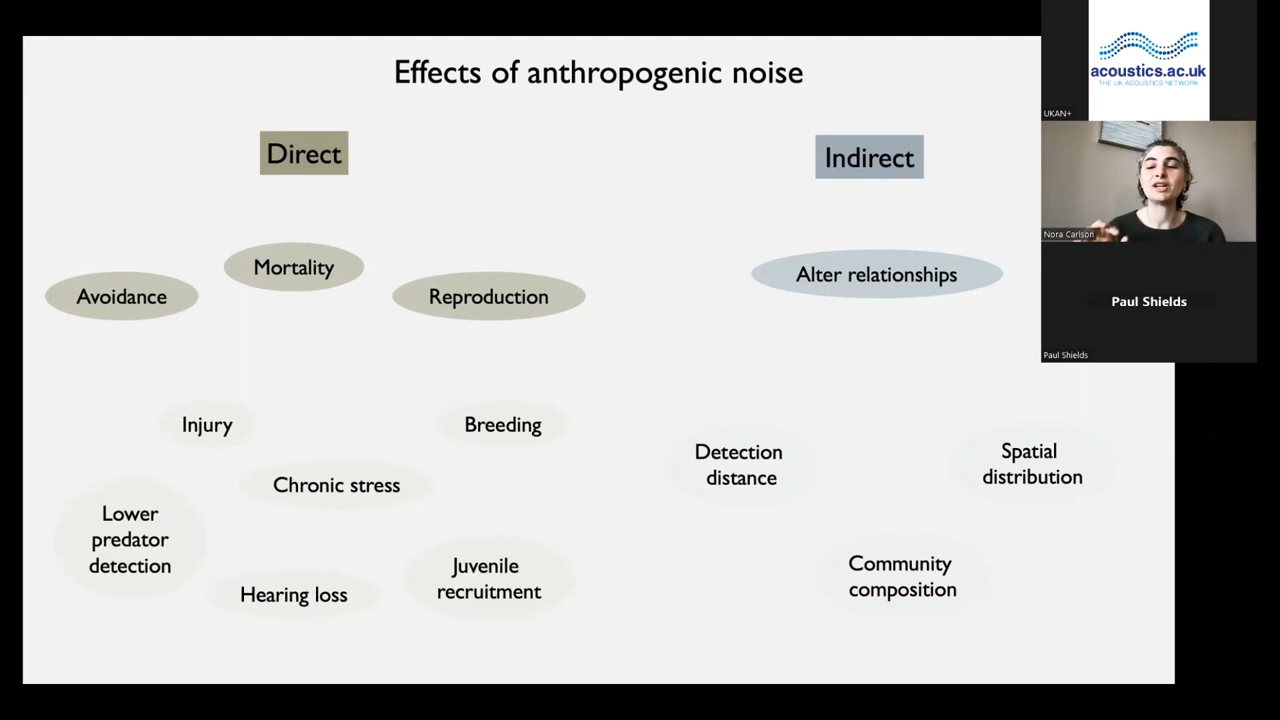 Effects of anthropogenic noise
Direct
Indirect
Mortality
Avoidance
Reproduction
Alter relationships
Injury
Breeding
Chronic stress
Lower
predator
detection
Hearing loss
Juvenile
recruitment
Detection
distance
Spatial
distribution
Community
composition
acoustics.ac.uk
THE UK ACOUSTICS NETWORK
UKAN+
Nora Carlson
Paul Shields
Paul Shields